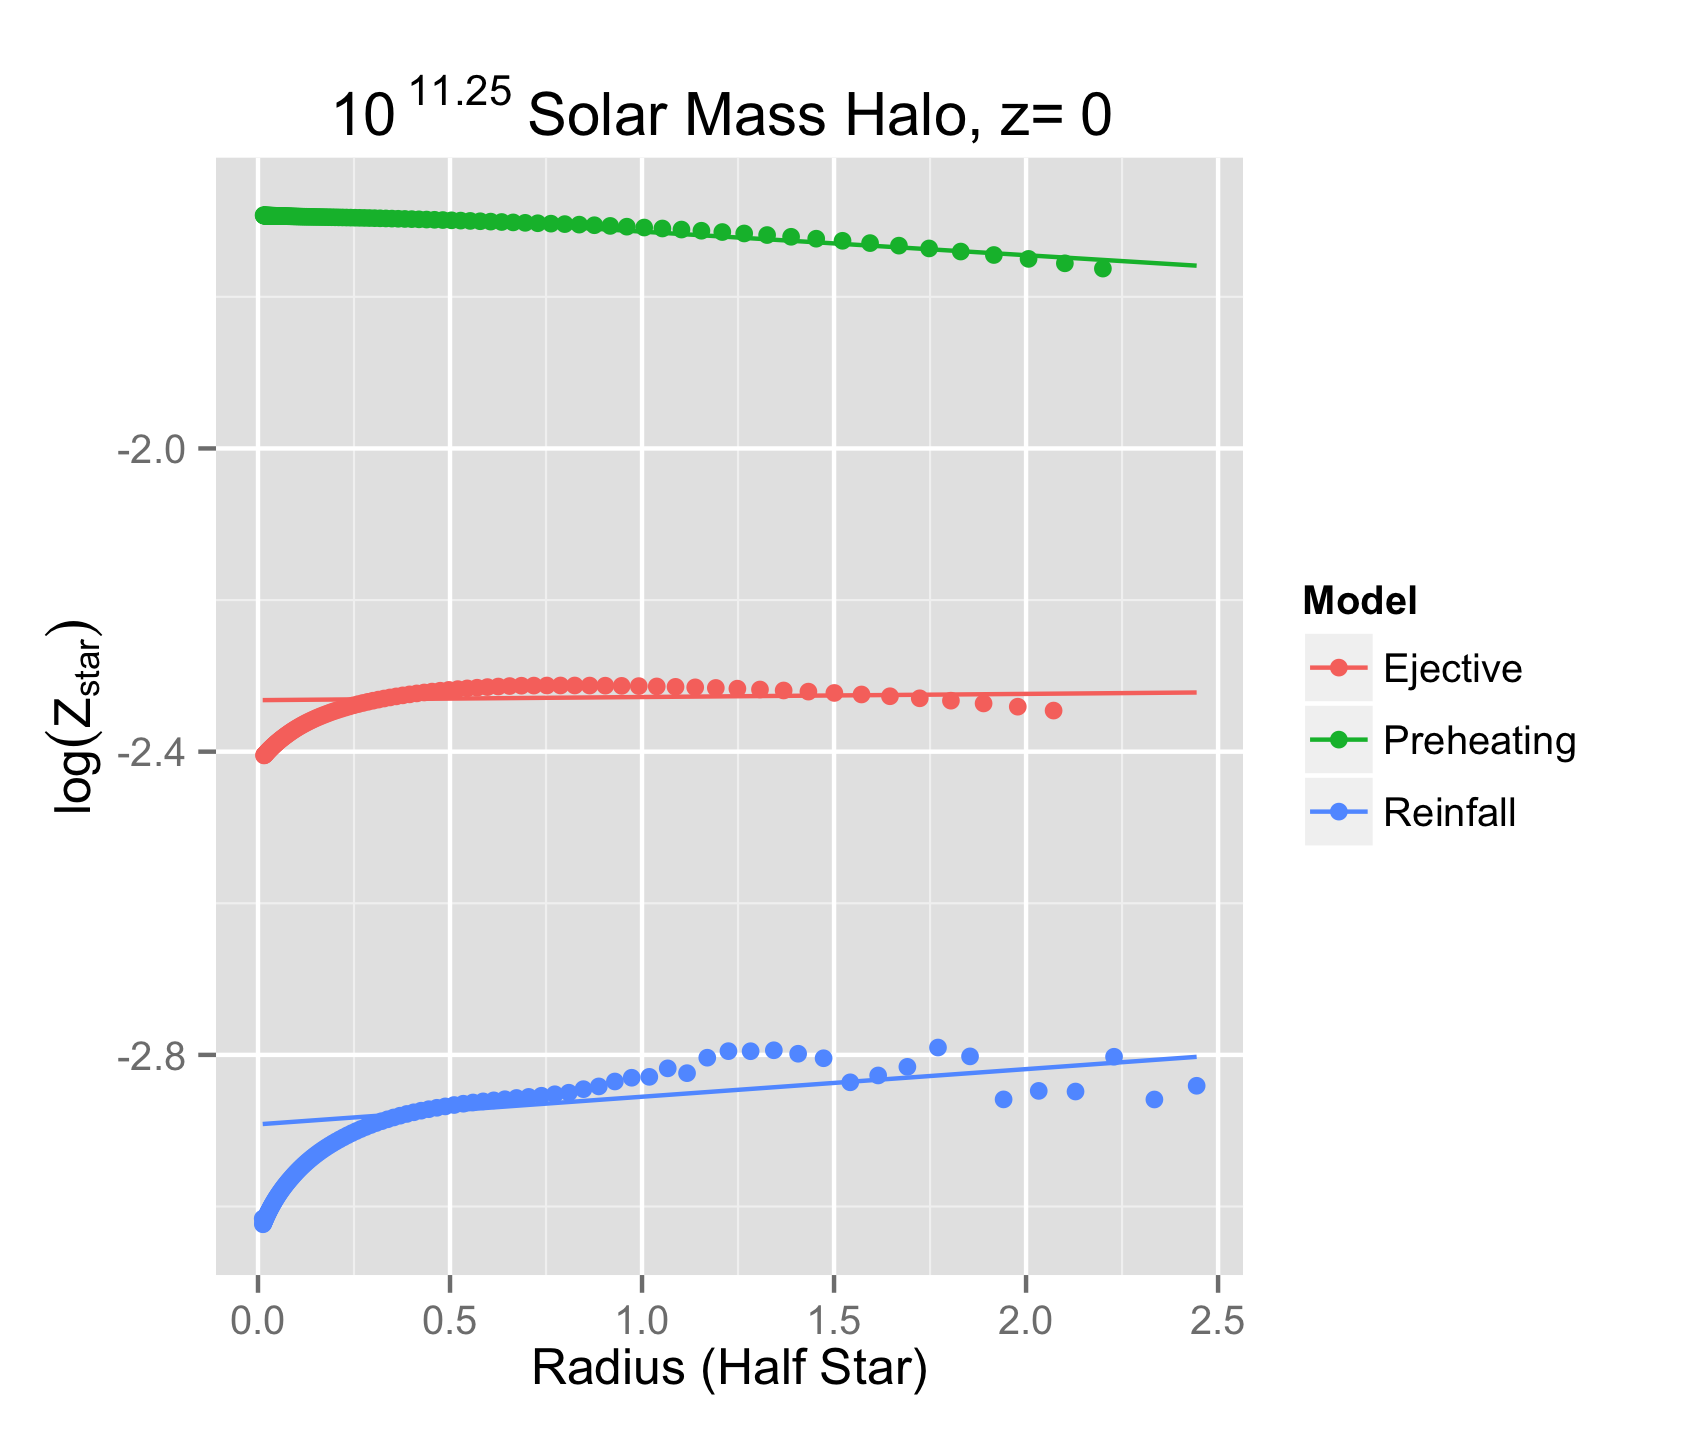 10 11.25 Solar Mass Halo, z= 0
log(Zstar)
-2.0
-2.4
-2.8
0.0 0.5 1.0 1.5 2.0 2.5
Radius (Half Star)
Model
Ejective
Preheating
Reinfall